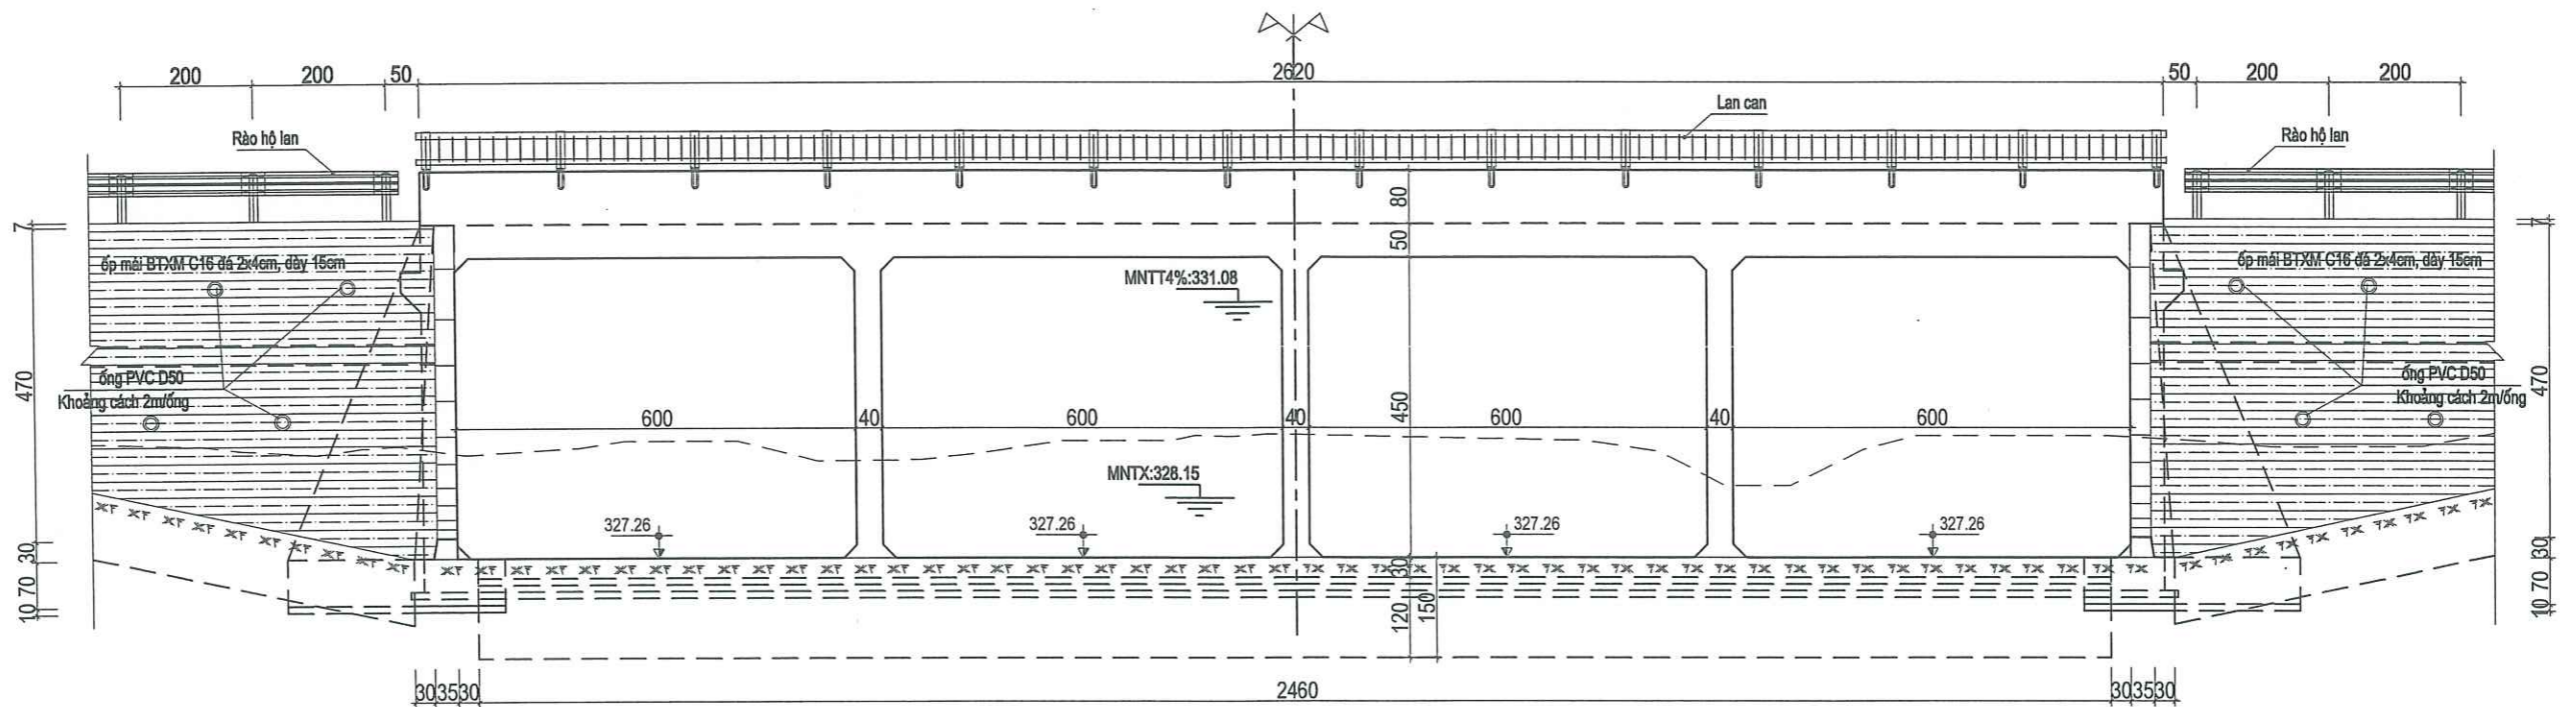 200 200 50 2620 50 200 200
Lan can
Rào hộ lan
Rào hộ lan
7
80
7
50
ốp mái BTXM C16 đá 2x4cm, dày 15cm
MNTT4%:331.08
ốp mái BTXM C16 đá 2x4cm, dày 15cm
470
ống PVC D50
Khoảng cách 2m/ống
450
ống PVC D50
Khoảng cách 2m/ống
470
600 40 600 40 600 40 600
MNTX:328.15
327.26 327.26 327.26 327.26
30
30
30
70
70
10
120
150
10
30 35 30 2460 30 35 30